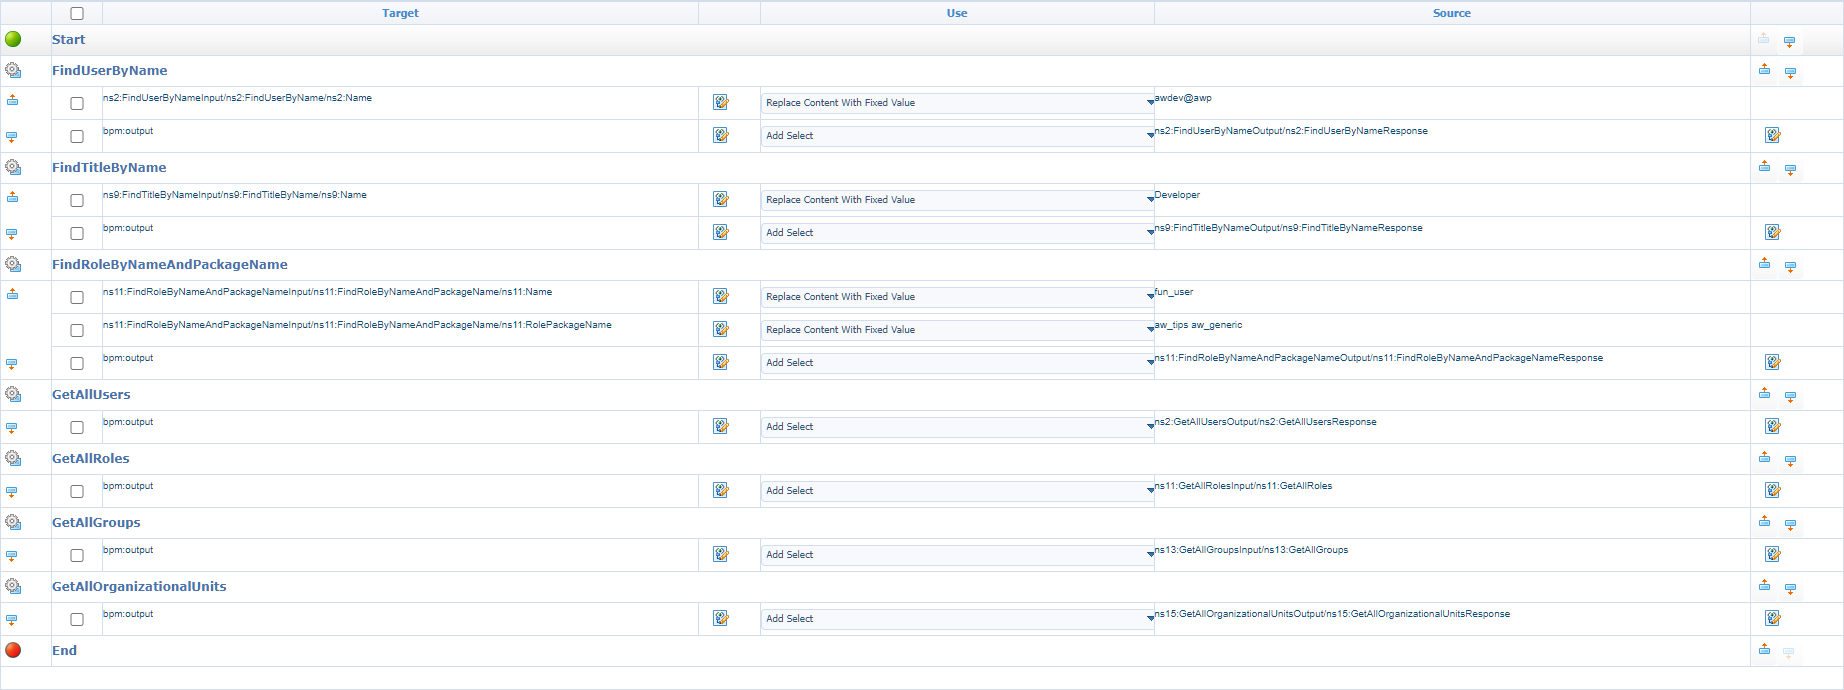 Target Use Source
Start
FindUserByName
ns2:FindUserByNameInput/ns2:FindUserByName/ns2:Name Replace Content With Fixed Value awdev@awp
bpm:output Add Select ns2:FindUserByNameOutput/ns2:FindUserByNameResponse
FindTitleByName
ns9:FindTitleByNameInput/ns9:FindTitleByName/ns9:Name Replace Content With Fixed Value Developer
bpm:output Add Select ns9:FindTitleByNameOutput/ns9:FindTitleByNameResponse
FindRoleByNameAndPackageName
ns11:FindRoleByNameAndPackageNameInput/ns11:FindRoleByNameAndPackageName/ns11:Name Replace Content With Fixed Value fun_user
ns11:FindRoleByNameAndPackageNameInput/ns11:FindRoleByNameAndPackageName/ns11:RolePackageName Replace Content With Fixed Value aw_tips aw_generic
bpm:output Add Select ns11:FindRoleByNameAndPackageNameOutput/ns11:FindRoleByNameAndPackageNameResponse
GetAllUsers
bpm:output Add Select ns2:GetAllUsersOutput/ns2:GetAllUsersResponse
GetAllRoles
bpm:output Add Select ns11:GetAllRolesInput/ns11:GetAllRoles
GetAllGroups
bpm:output Add Select ns13:GetAllGroupsInput/ns13:GetAllGroups
GetAllOrganizationalUnits
bpm:output Add Select ns15:GetAllOrganizationalUnitsOutput/ns15:GetAllOrganizationalUnitsResponse
End